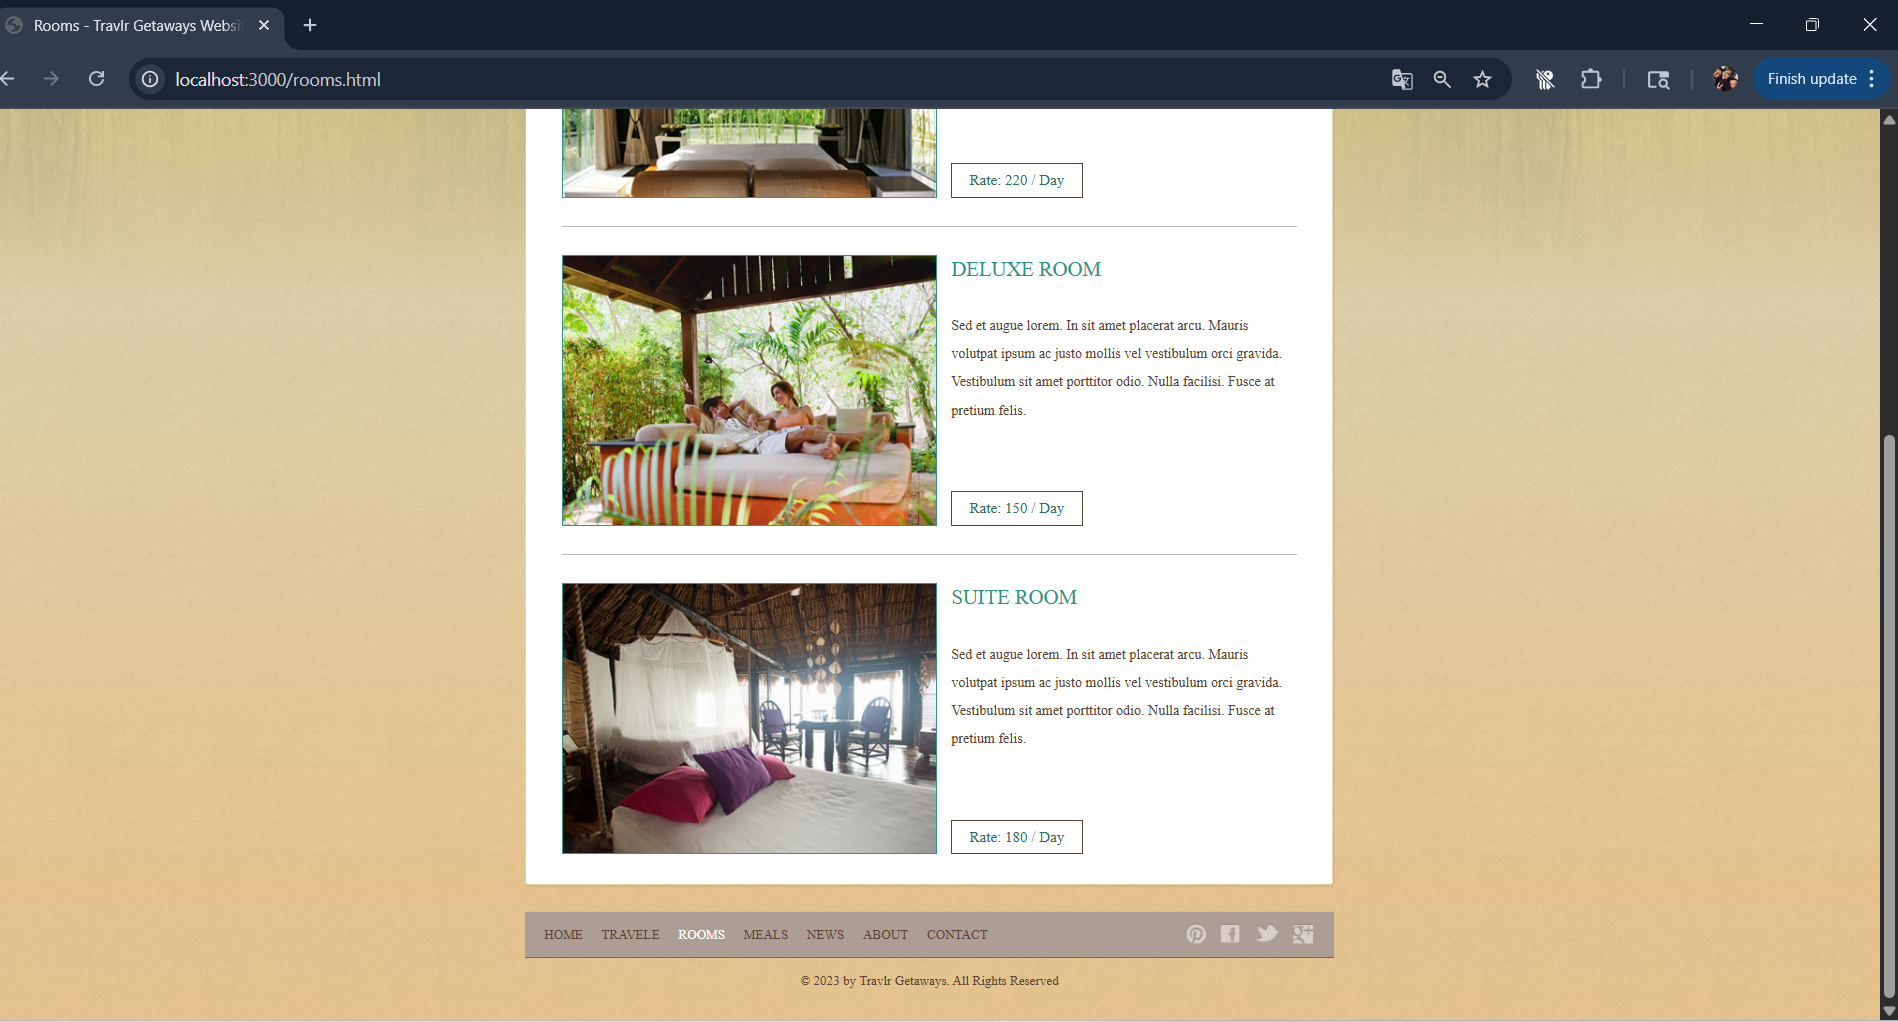 Rooms - Travlr Getaways Websi
localhost:3000/rooms.html
Finish update
Rate: 220 / Day
DELUXE ROOM
Sed et augue lorem. In sit amet placerat arcu. Mauris
volutpat ipsum ac justo mollis vel vestibulum orci gravida.
Vestibulum sit amet porttitor odio. Nulla facilisi. Fusce at
pretium felis.
Rate: 150 / Day
SUITE ROOM
Sed et augue lorem. In sit amet placerat arcu. Mauris
volutpat ipsum ac justo mollis vel vestibulum orci gravida.
Vestibulum sit amet porttitor odio. Nulla facilisi. Fusce at
pretium felis.
Rate: 180 / Day
HOME TRAVELE ROOMS MEALS NEWS ABOUT CONTACT
© 2023 by Travlr Getaways. All Rights Reserved